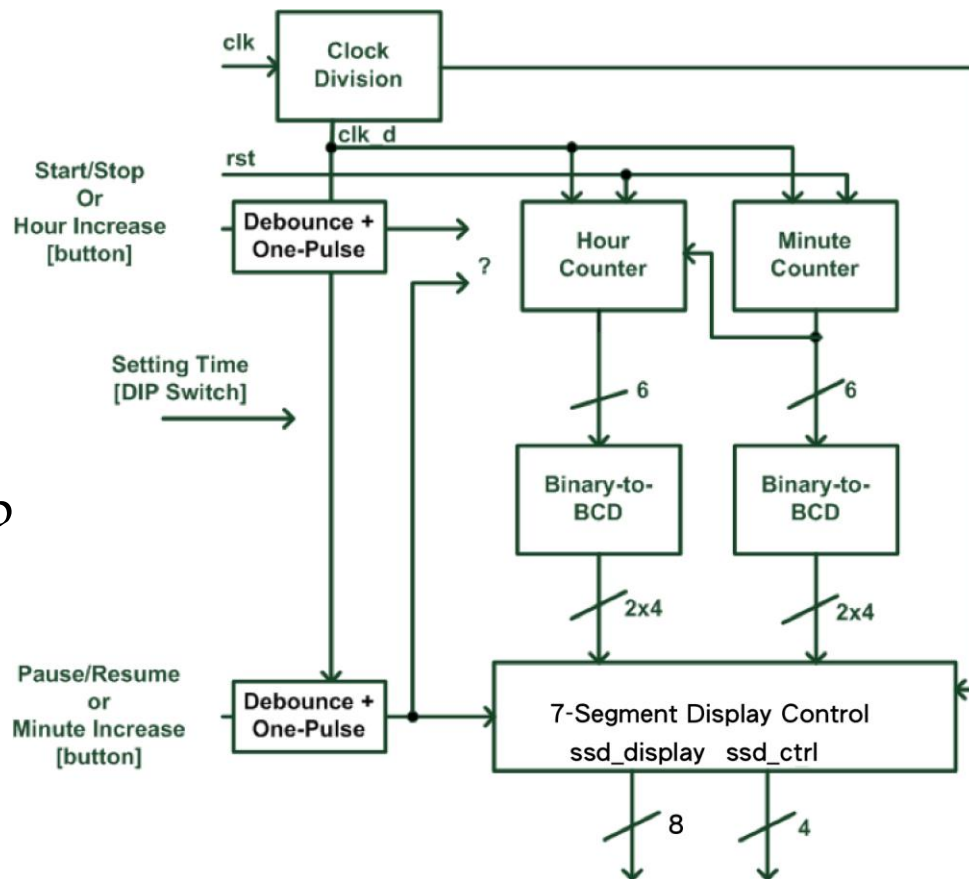 clk
Clock
Division
clk_d
rst
Start/Stop
Or
Hour Increase
[button]
Debounce +
One-Pulse
?
Hour
Counter
Minute
Counter
Setting Time
[DIP Switch]
6
6
Binary-to-
BCD
Binary-to-
BCD
2x4
2x4
Pause/Resume
or
Minute Increase
[button]
Debounce +
One-Pulse
7-Segment Display Control
ssd_display ssd_ctrl
8
4